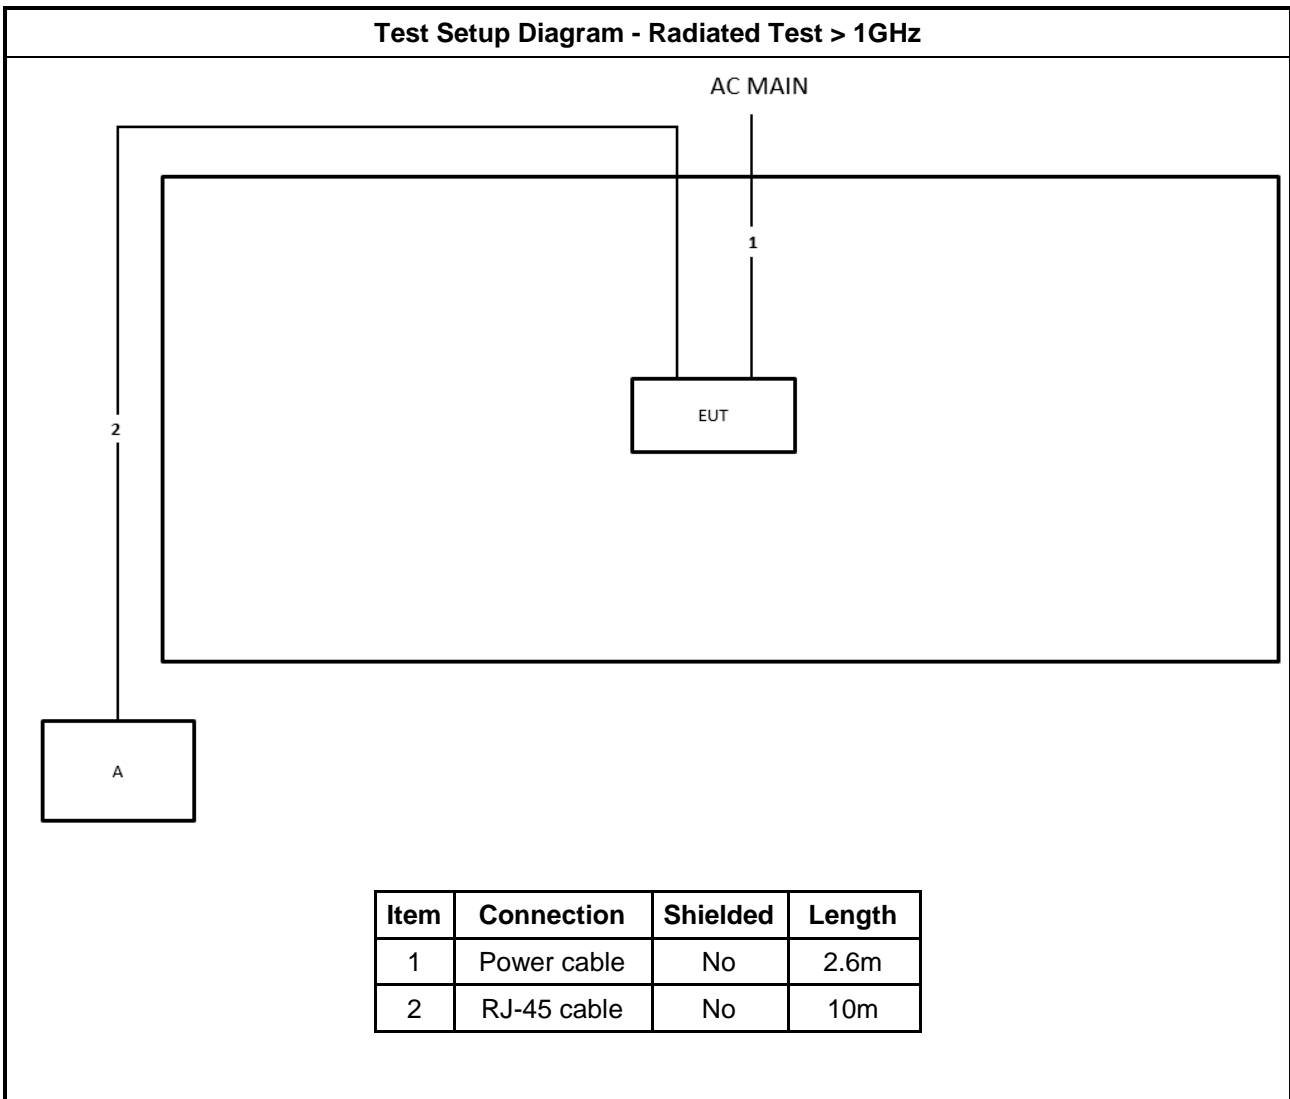 Test Setup Diagram - Radiated Test > 1GHz
AC MAIN
1
EUT
2
A
Item Connection Shielded Length
1 Power cable No 2.6m
2 RJ-45 cable No 10m